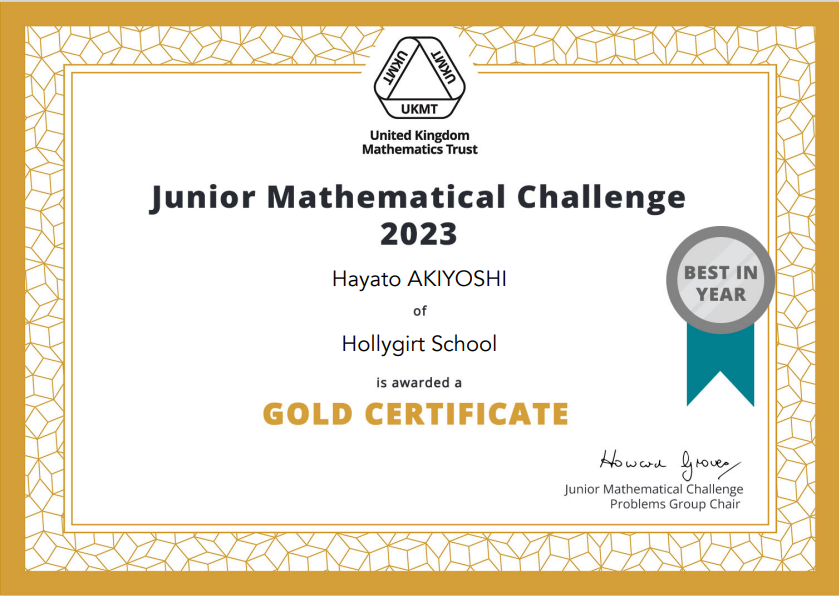 UKMT
UKMT
UKMT
United Kingdom
Mathematics Trust
Junior Mathematical Challenge
2023
Hayato AKIYOSHI
of
Hollygirt School
BEST IN
YEAR
is awarded a
GOLD CERTIFICATE
Howard Groves
Junior Mathematical Challenge
Problems Group Chair